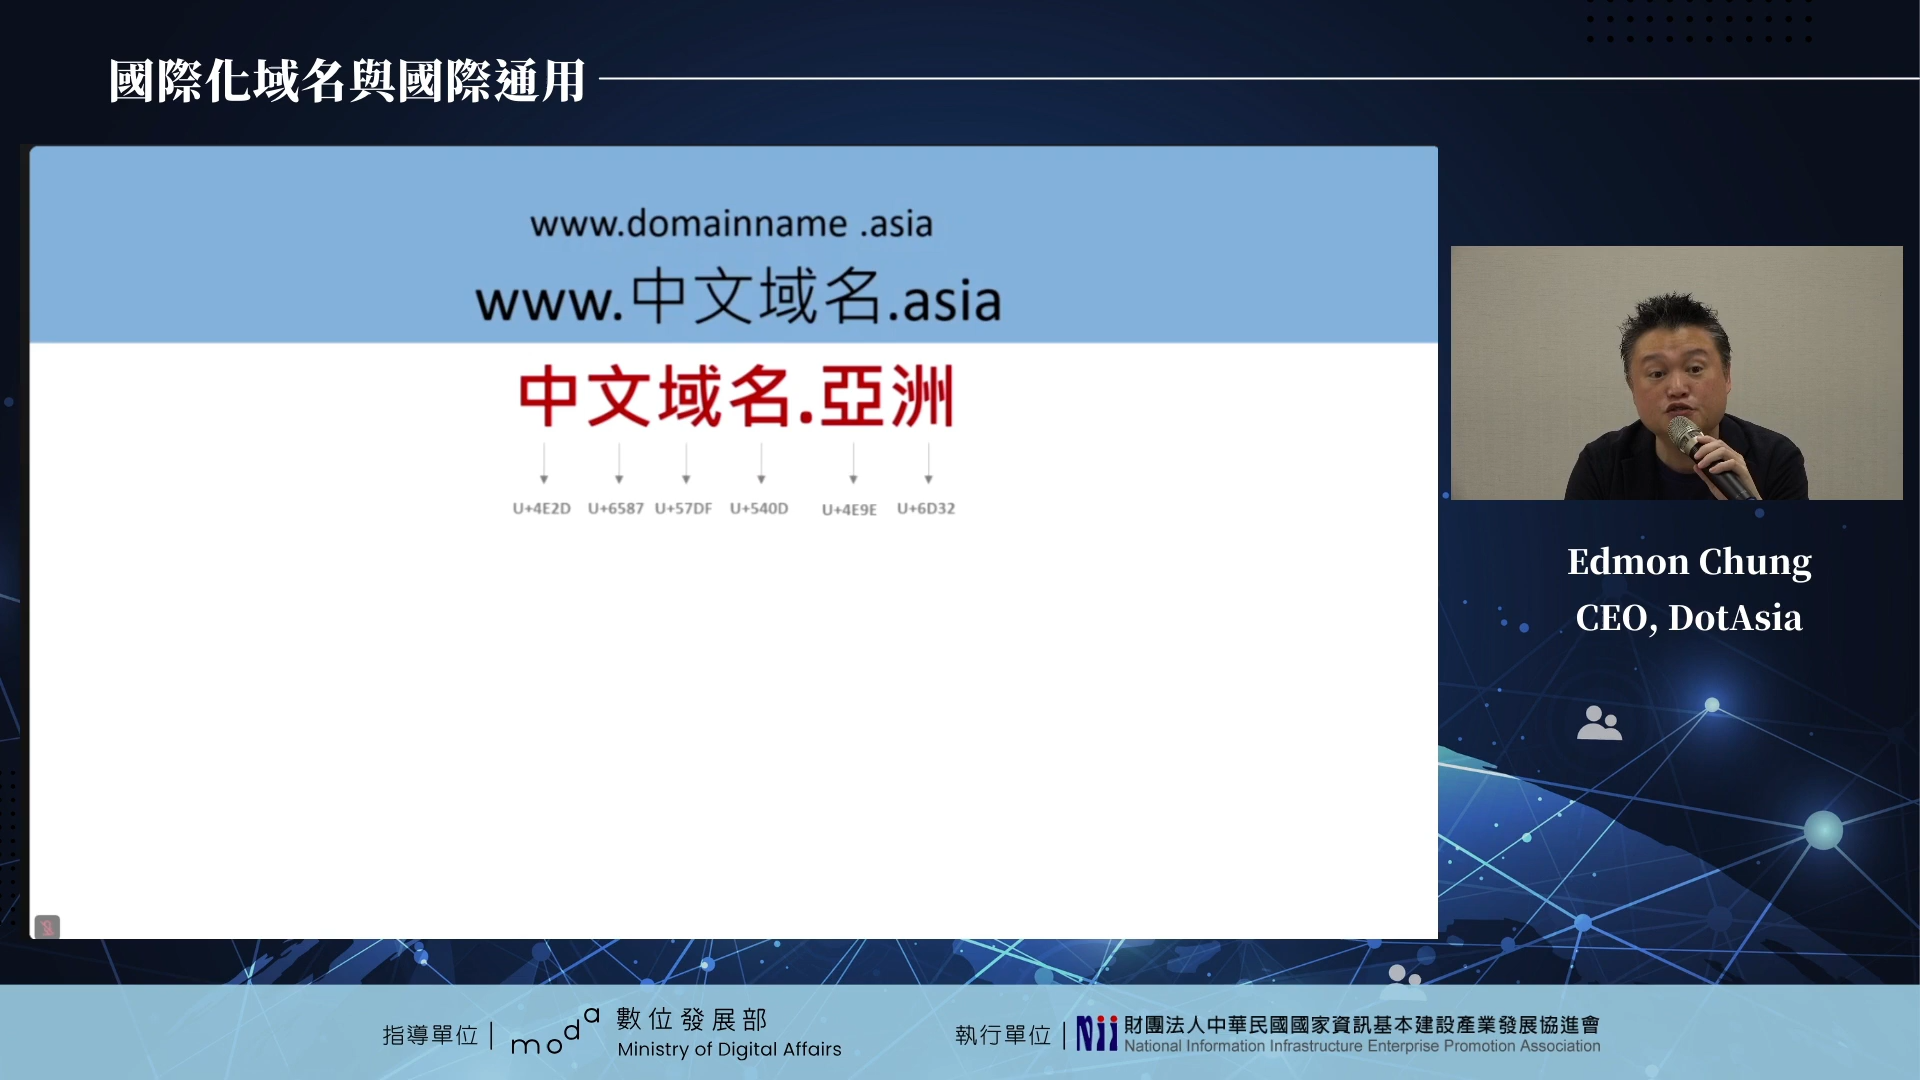 國際化域名與國際通用
www.domainname .asia
www.中文域名.asia
中文域名.亞洲
U+4E2D U+6587 U+57DF U+540D U+4E9E U+6D32
Edmon Chung
CEO, DotAsia
指導單位
moda
數位發展部
Ministry of Digital Affairs
執行單位
NII
財團法人中華民國國家資訊基本建設產業發展協進會
National Information Infrastructure Enterprise Promotion Association